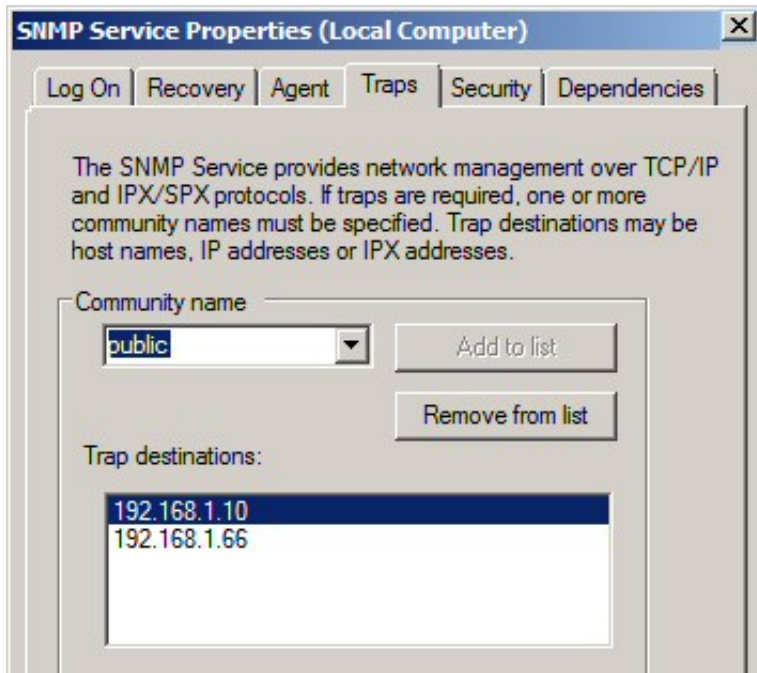 SNMP Service Properties (Local Computer)
Log On Recovery Agent Traps Security Dependencies
The SNMP Service provides network management over TCP/IP
and IPX/SPX protocols. If traps are required, one or more
community names must be specified. Trap destinations may be
host names, IP addresses or IPX addresses.
Community name
public
Add to list
Remove from list
Trap destinations:
192.168.1.10
192.168.1.66